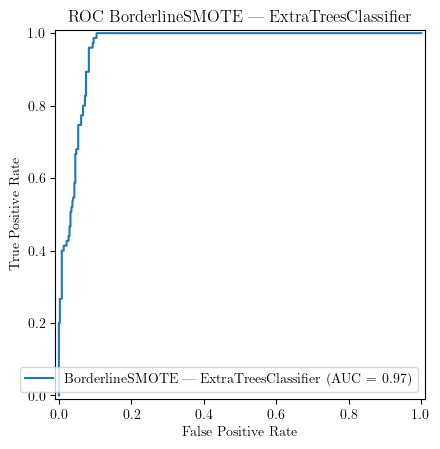 ROC BorderlineSMOTE — ExtraTreesClassifier
1.0
0.8
0.6
0.4
0.2
0.0
True Positive Rate
BorderlineSMOTE — ExtraTreesClassifier (AUC = 0.97)
0.0 0.2 0.4 0.6 0.8 1.0
False Positive Rate